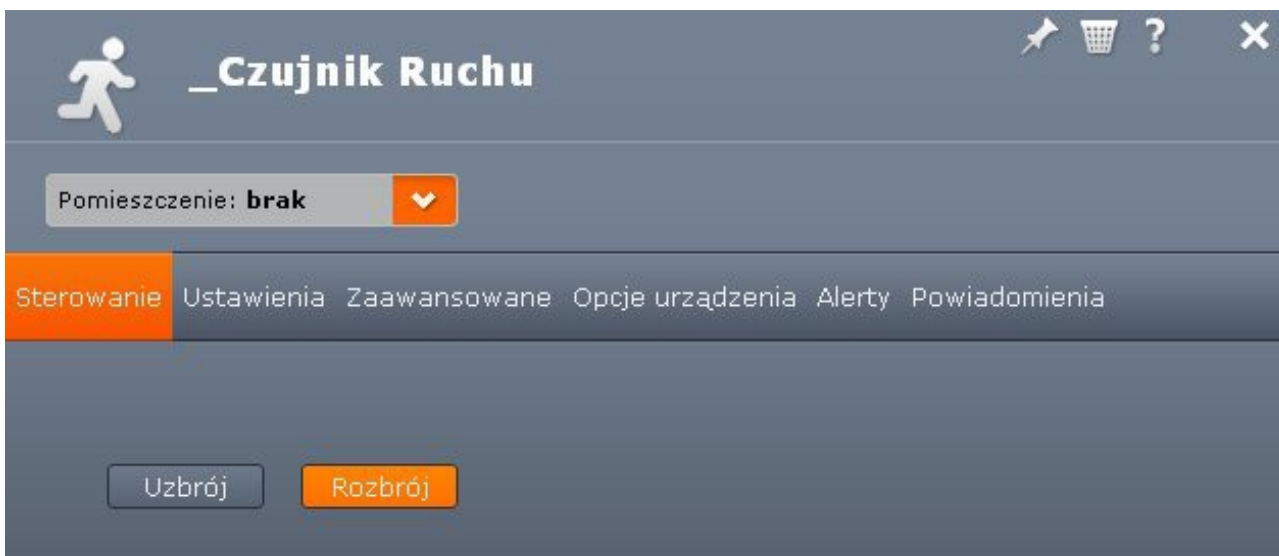 _Czujnik Ruchu
?
Pomieszczenie: brak
Sterowanie Ustawienia Zaawansowane Opcje urządzenia Alerty Powiadomienia
Uzbrój Rozbrój